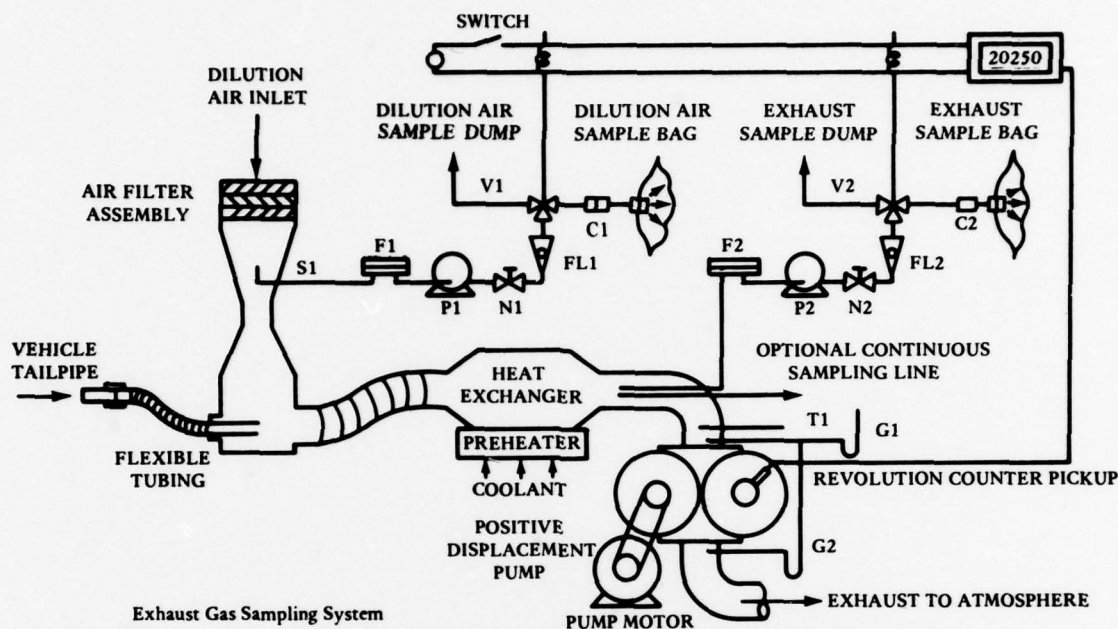 SWITCH
20250
DILUTION
AIR INLET
DILUTION AIR
SAMPLE DUMP
DILUTION AIR
SAMPLE BAG
EXHAUST
SAMPLE DUMP
EXHAUST
SAMPLE BAG
AIR FILTER
ASSEMBLY
V1
C1
V2
C2
S1
F1
FL1
F2
FL2
P1
N1
P2
N2
VEHICLE
TAILPIPE
HEAT
EXCHANGER
OPTIONAL CONTINUOUS
SAMPLING LINE
T1
G1
PREHEATER
FLEXIBLE
TUBING
COOLANT
REVOLUTION COUNTER PICKUP
POSITIVE
DISPLACEMENT
PUMP
G2
Exhaust Gas Sampling System
PUMP MOTOR
EXHAUST TO ATMOSPHERE